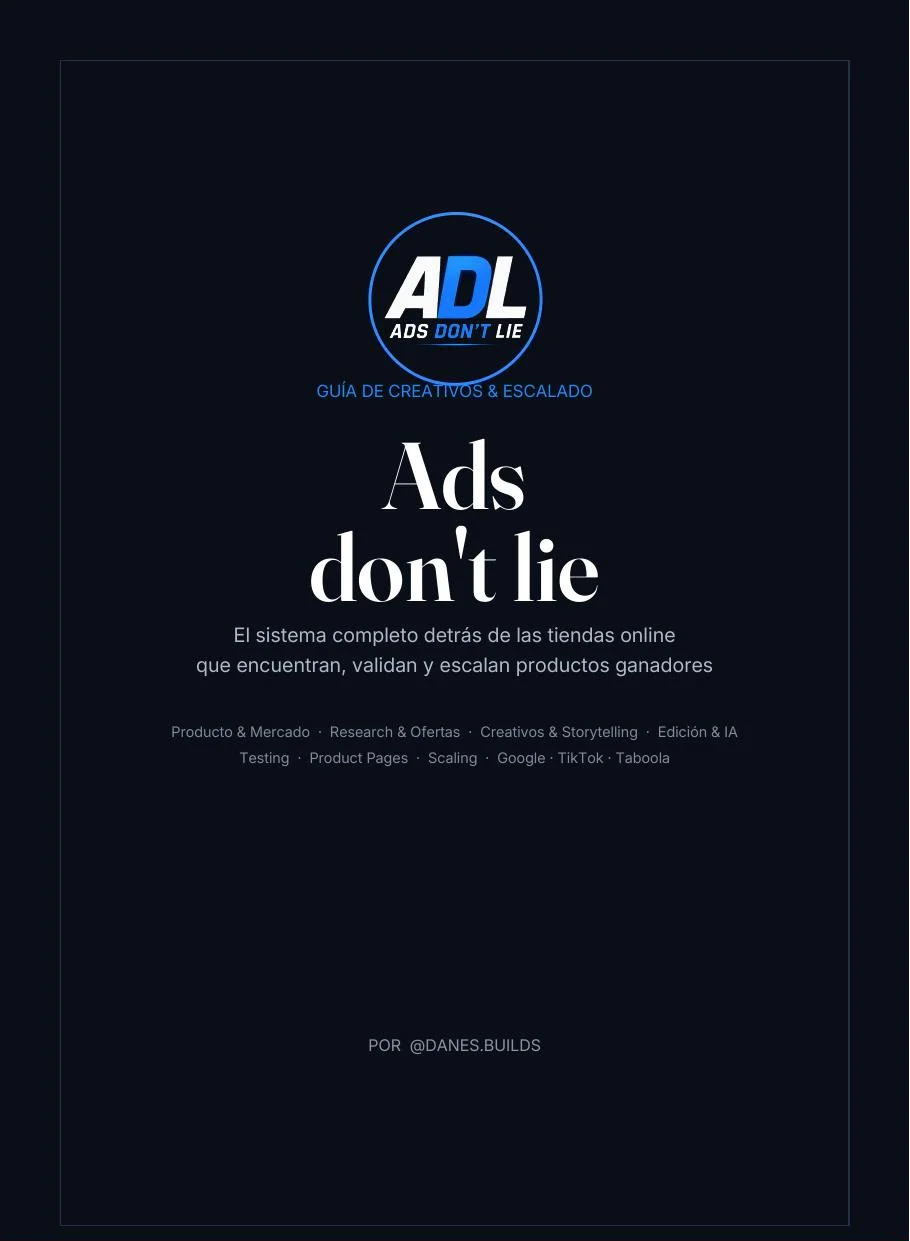 ADL
ADS DON'T LIE
GUÍA DE CREATIVOS & ESCALADO
Ads
don't lie
El sistema completo detrás de las tiendas online
que encuentran, validan y escalan productos ganadores
Producto & Mercado · Research & Ofertas · Creativos & Storytelling · Edición & IA
Testing · Product Pages · Scaling · Google · TikTok · Taboola
POR @DANES.BUILDS